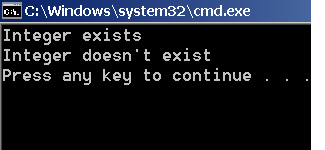 C:\Windows\system32\cmd.exe
Integer exists
Integer doesn't exist
Press any key to continue . . .